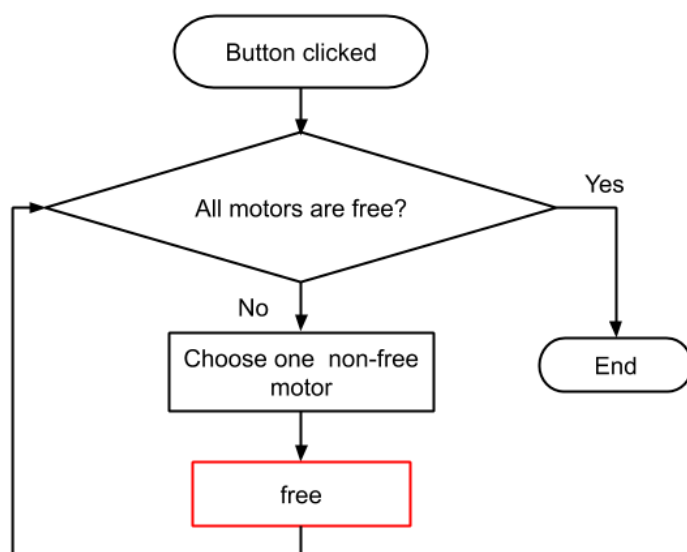 Button clicked
All motors are free?
Yes
No
Choose one non-free
motor
End
free